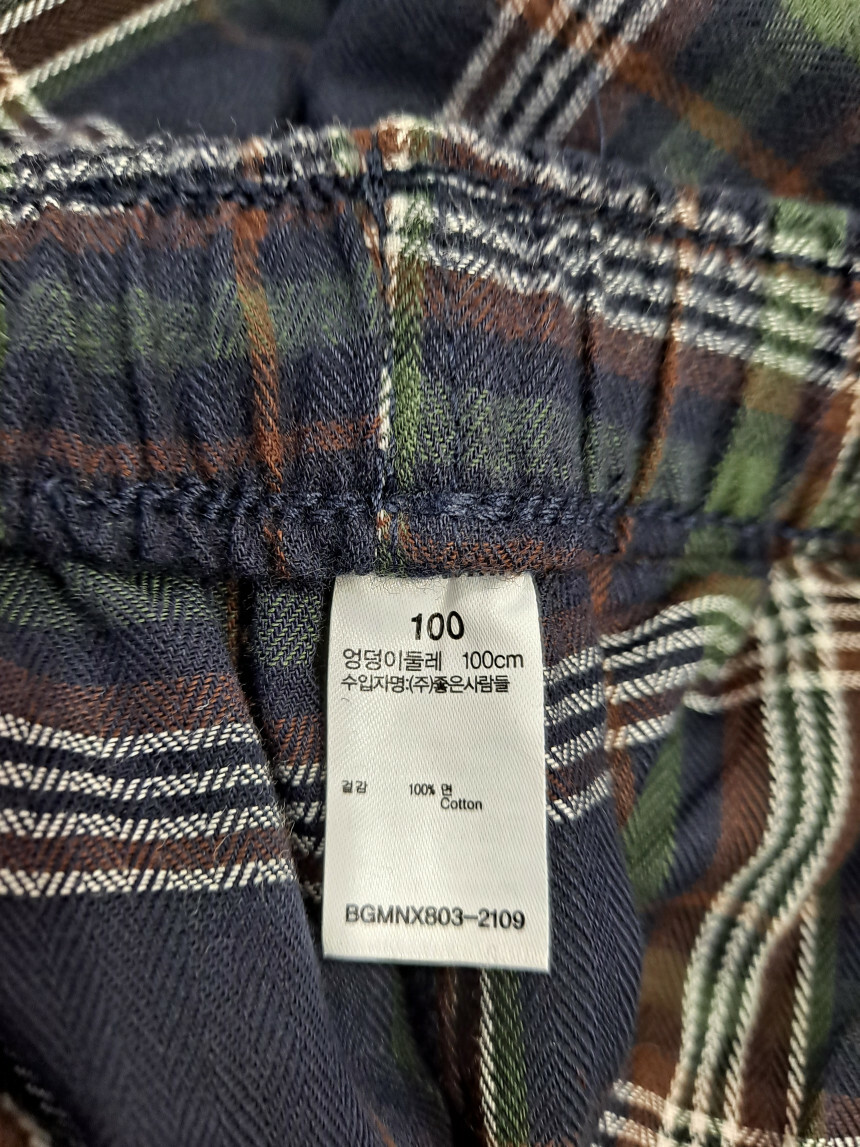 100
엉덩이둘레 100cm
수입자명:(주)좋은사람들
겉감 100% 면
Cotton
BGMNX803-2109